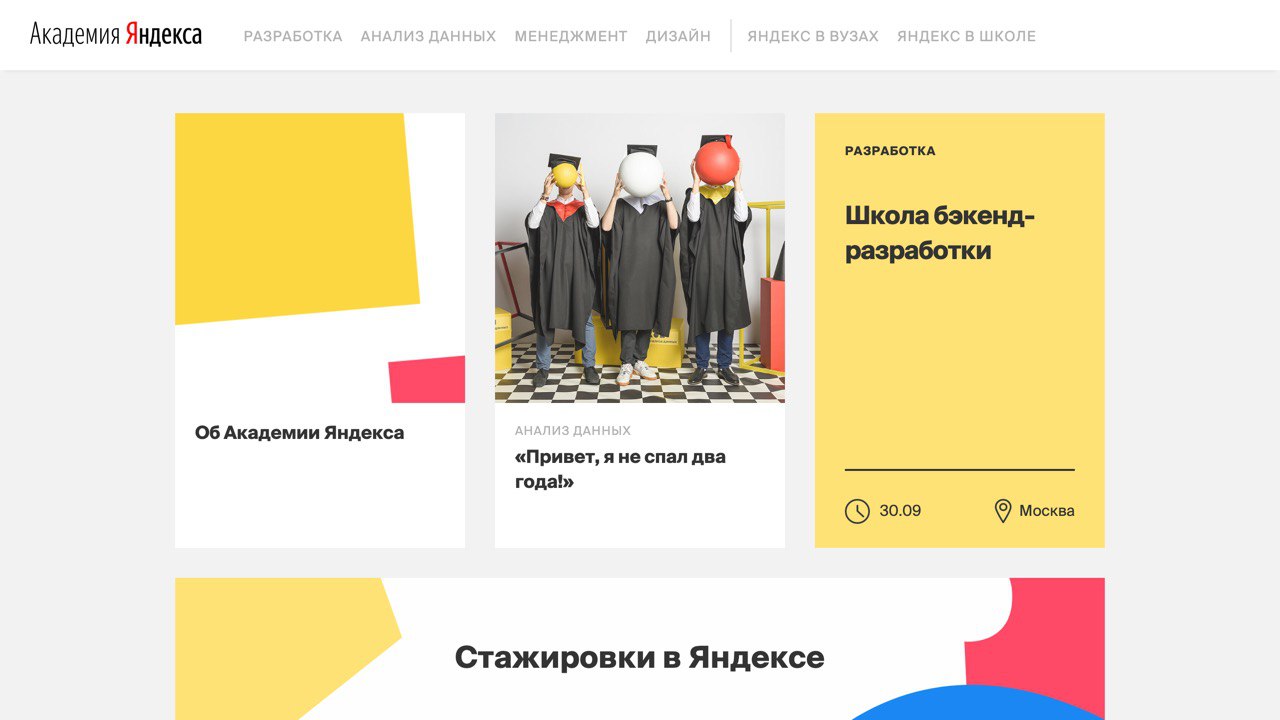 Академия Яндекса
РАЗРАБОТКА АНАЛИЗ ДАННЫХ МЕНЕДЖМЕНТ ДИЗАЙН ЯНДЕКС В ВУЗАХ ЯНДЕКС В ШКОЛЕ
Об Академии Яндекса
АНАЛИЗ ДАННЫХ
«Привет, я не спал два
года!»
РАЗРАБОТКА
Школа бэкенд-
разработки
30.09
Москва
Стажировки в Яндексе